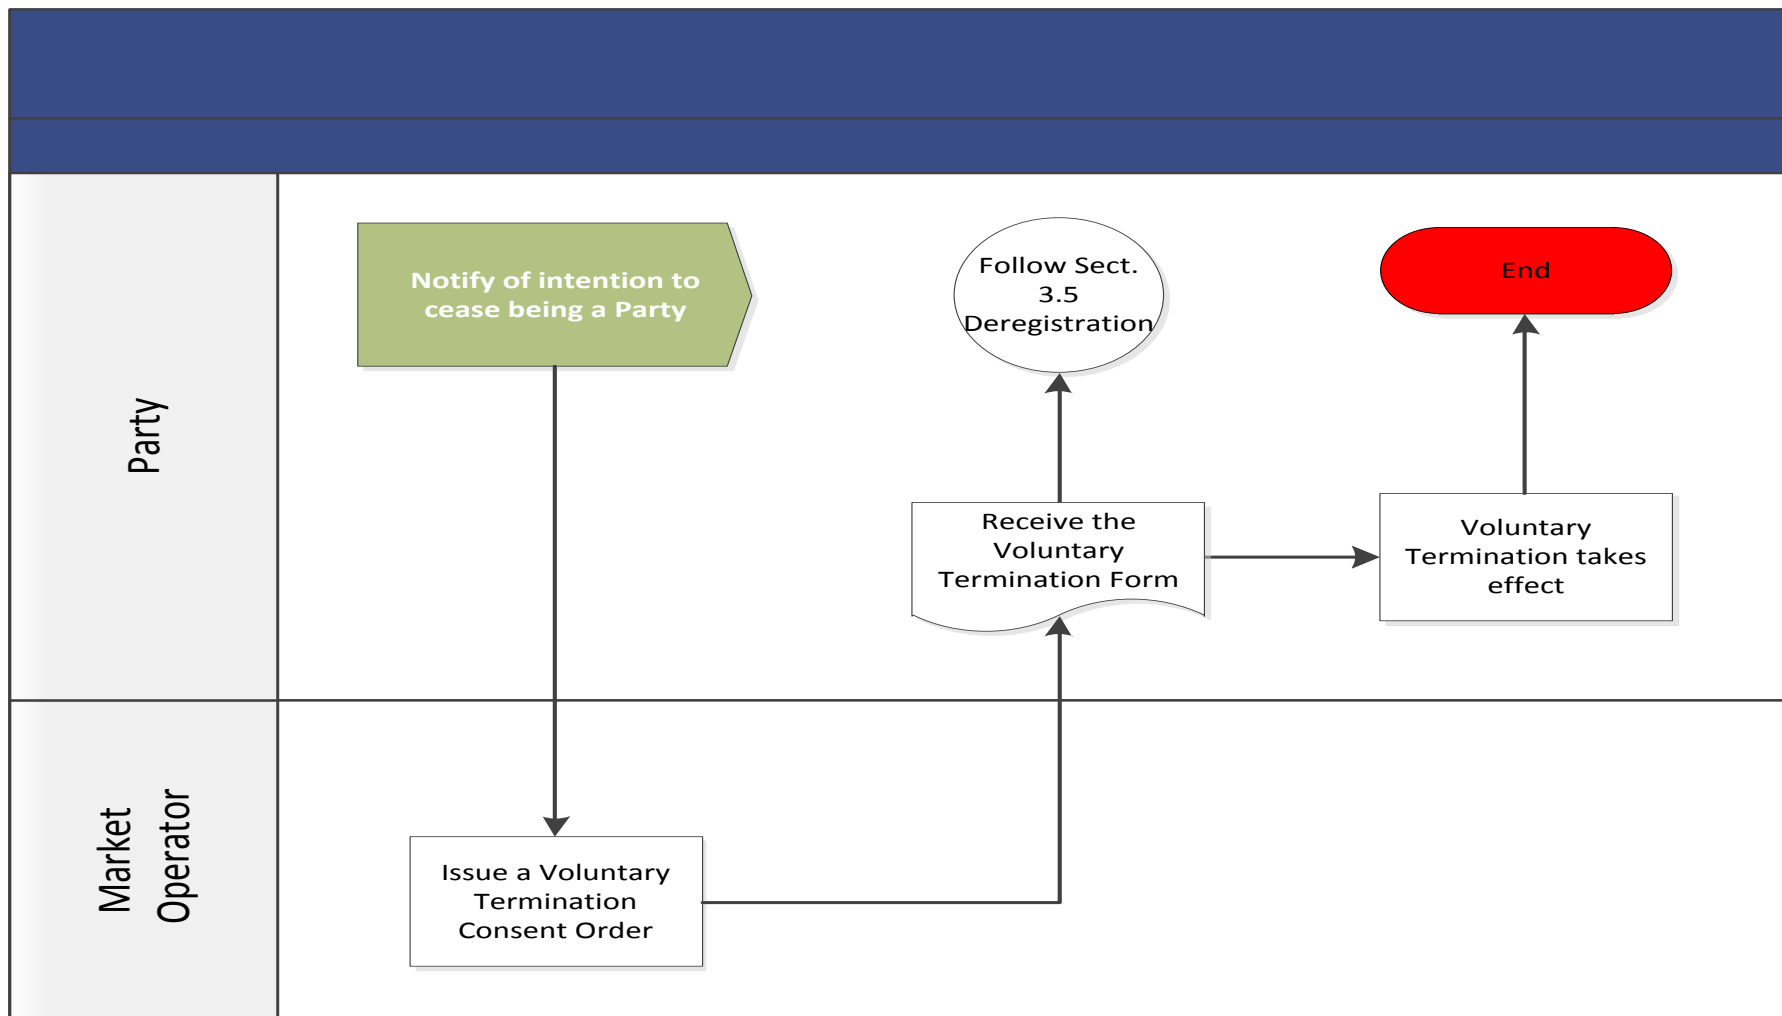 Party
Notify of intention to
cease being a Party
Follow Sect.
3.5
Deregistration
End
Receive the
Voluntary
Termination Form
Voluntary
Termination takes
effect
Market
Operator
Issue a Voluntary
Termination
Consent Order